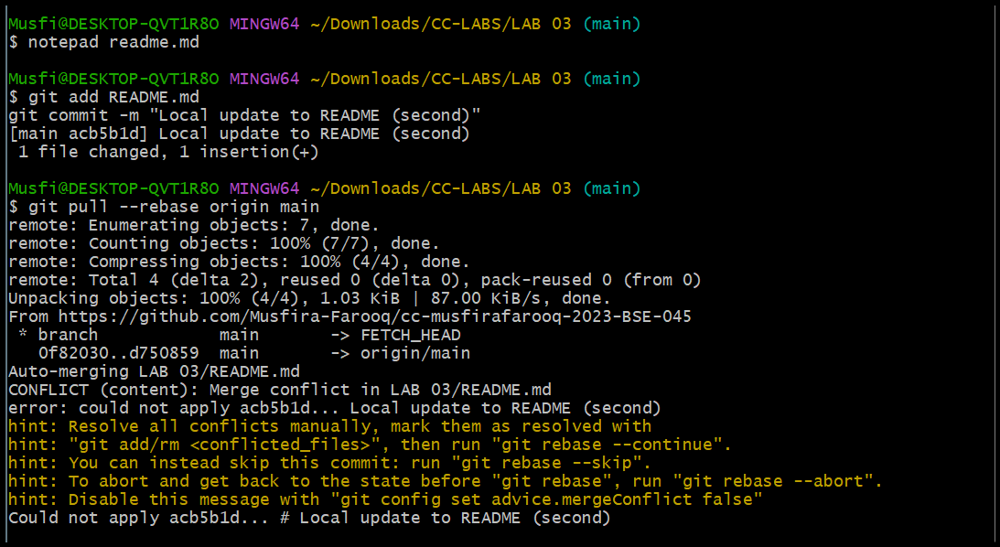 Musfi@DESKTOP-QVT1R8O MINGW64 ~/Downloads/CC-LABS/LAB 03 (main)
$ notepad readme.md
Musfi@DESKTOP-QVT1R8O MINGW64 ~/Downloads/CC-LABS/LAB 03 (main)
$ git add README.md
git commit -m "Local update to README (second)"
[main acb5b1d] Local update to README (second)
 1 file changed, 1 insertion(+)
Musfi@DESKTOP-QVT1R8O MINGW64 ~/Downloads/CC-LABS/LAB 03 (main)
$ git pull --rebase origin main
remote: Enumerating objects: 7, done.
remote: Counting objects: 100% (7/7), done.
remote: Compressing objects: 100% (4/4), done.
remote: Total 4 (delta 2), reused 0 (delta 0), pack-reused 0 (from 0)
Unpacking objects: 100% (4/4), 1.03 KiB | 87.00 KiB/s, done.
From https://github.com/Musfira-Farooq/cc-musfirafarooq-2023-BSE-045
 * branch            main       -> FETCH_HEAD
   0f82030..d750859  main       -> origin/main
Auto-merging LAB 03/README.md
CONFLICT (content): Merge conflict in LAB 03/README.md
error: could not apply acb5b1d... Local update to README (second)
hint: Resolve all conflicts manually, mark them as resolved with
hint: "git add/rm <conflicted_files>", then run "git rebase --continue".
hint: You can instead skip this commit: run "git rebase --skip".
hint: To abort and get back to the state before "git rebase", run "git rebase --abort".
hint: Disable this message with "git config set advice.mergeConflict false"
Could not apply acb5b1d... # Local update to README (second)